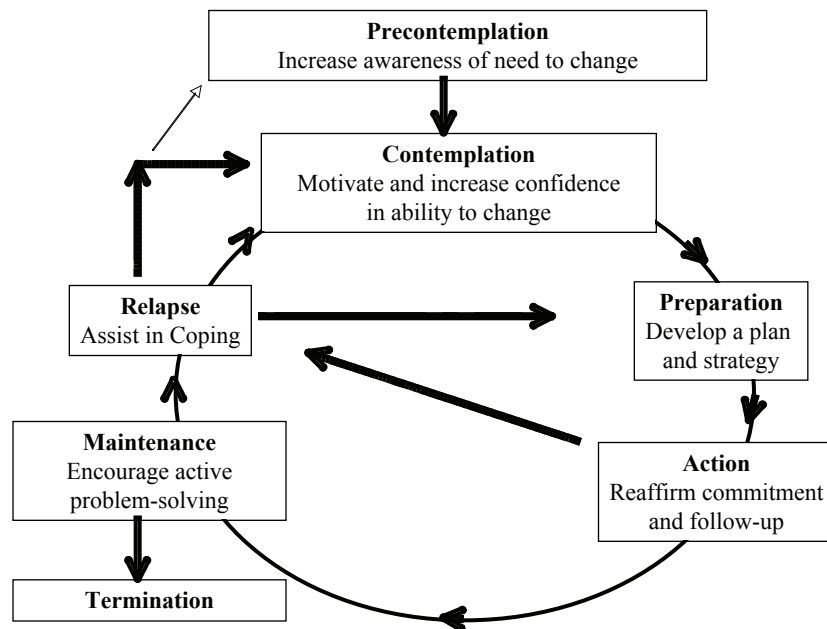 Precontemplation
Increase awareness of need to change
Contemplation
Motivate and increase confidence
in ability to change
Relapse
Assist in Coping
Preparation
Develop a plan
and strategy
Maintenance
Encourage active
problem-solving
Action
Reaffirm commitment
and follow-up
Termination